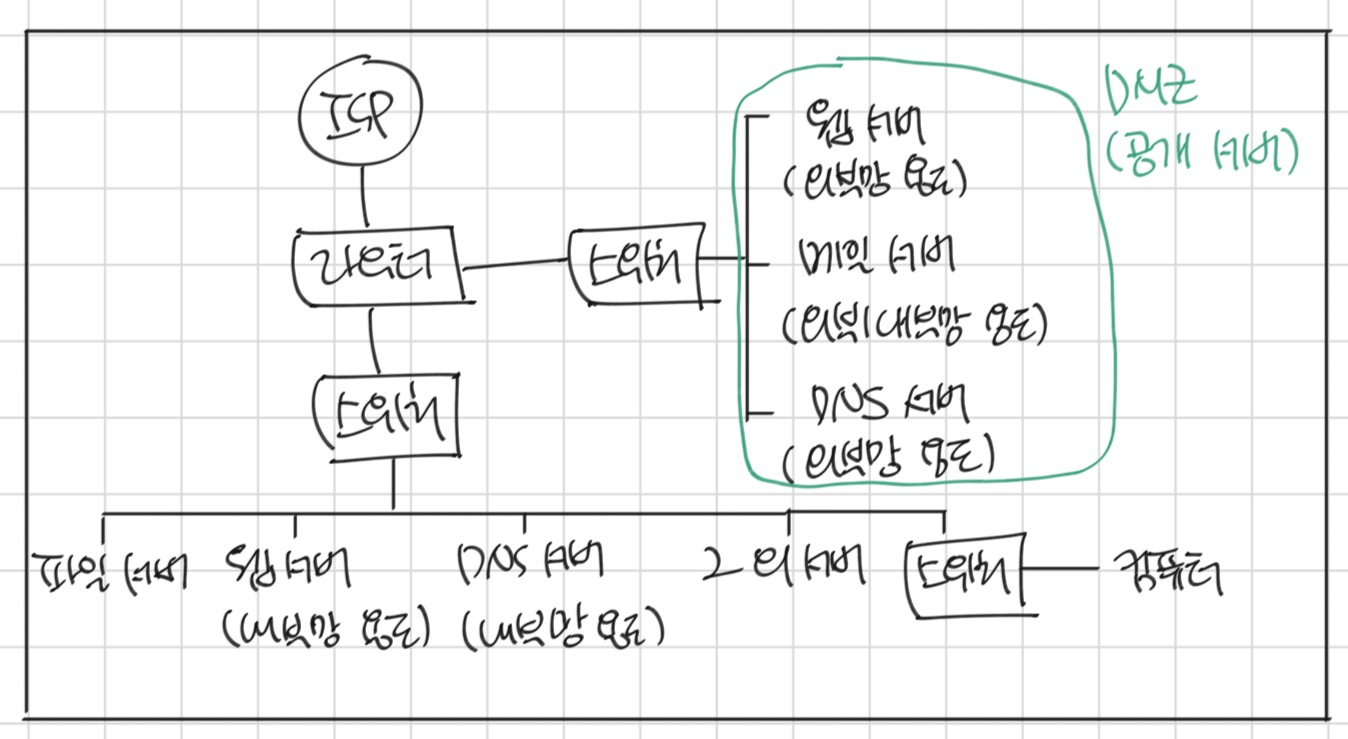 ISP
DMZ
(공개 서버)
웹 서버
(외부망 용도)
라우터
스위치
메일 서버
(외부/내부망 용도)
스위치
DNS 서버
(외부망 용도)
파일 서버
웹 서버
(내부망 용도)
DNS 서버
(내부망 용도)
그 외 서버
스위치
컴퓨터